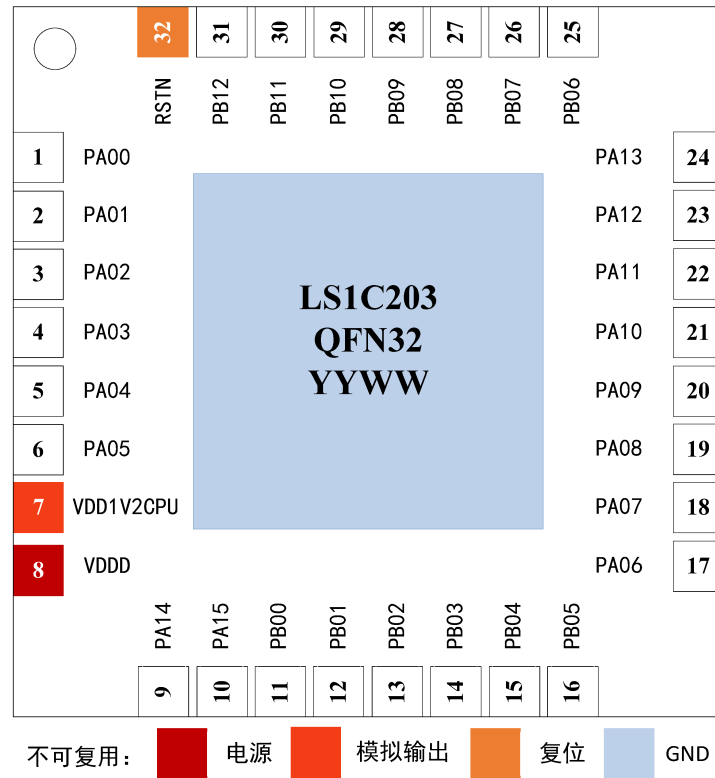 32 31 30 29 28 27 26 25
RSTN PB12 PB11 PB10 PB09 PB08 PB07 PB06
1 PA00 PA13 24
2 PA01 PA12 23
3 PA02 PA11 22
4 PA03 PA10 21
5 PA04 PA09 20
6 PA05 PA08 19
7 VDD1V2CPU PA07 18
8 VDDD PA06 17
LS1C203
QFN32
YYWW
PA14 PA15 PB00 PB01 PB02 PB03 PB04 PB05
9 10 11 12 13 14 15 16
不可复用： 电源 模拟输出 复位 GND